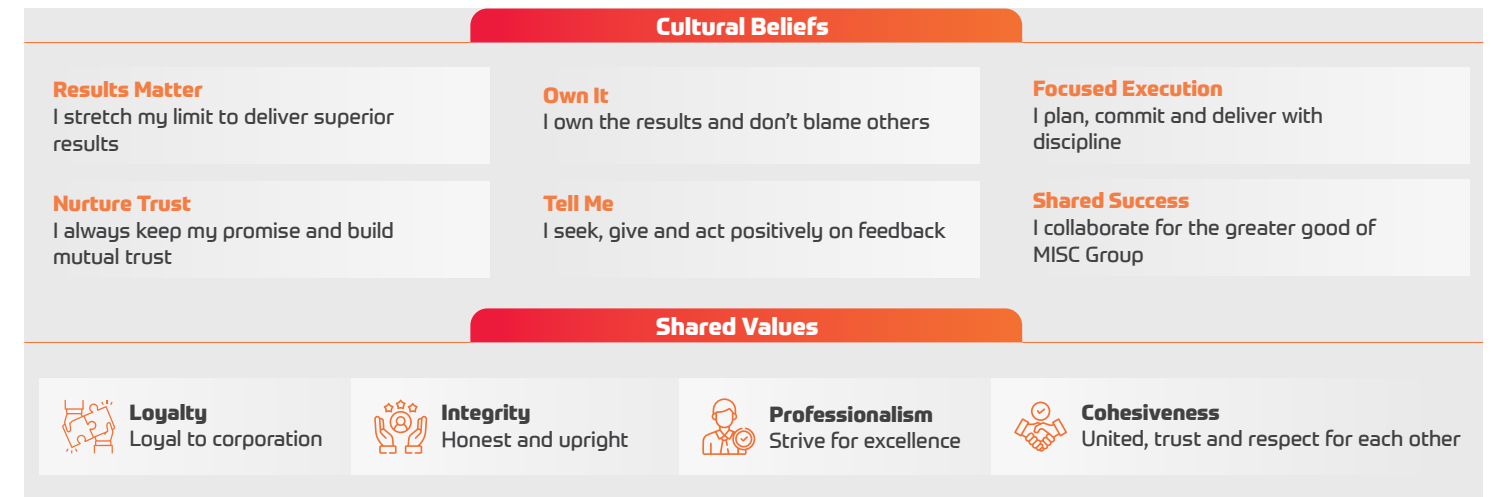 Cultural Beliefs
Results Matter
I stretch my limit to deliver superior
results
Own It
I own the results and don't blame others
Focused Execution
I plan, commit and deliver with
discipline
Nurture Trust
I always keep my promise and build
mutual trust
Tell Me
I seek, give and act positively on feedback
Shared Success
I collaborate for the greater good of
MISC Group
Shared Values
Loyalty
Loyal to corporation
Integrity
Honest and upright
Professionalism
Strive for excellence
Cohesiveness
United, trust and respect for each other